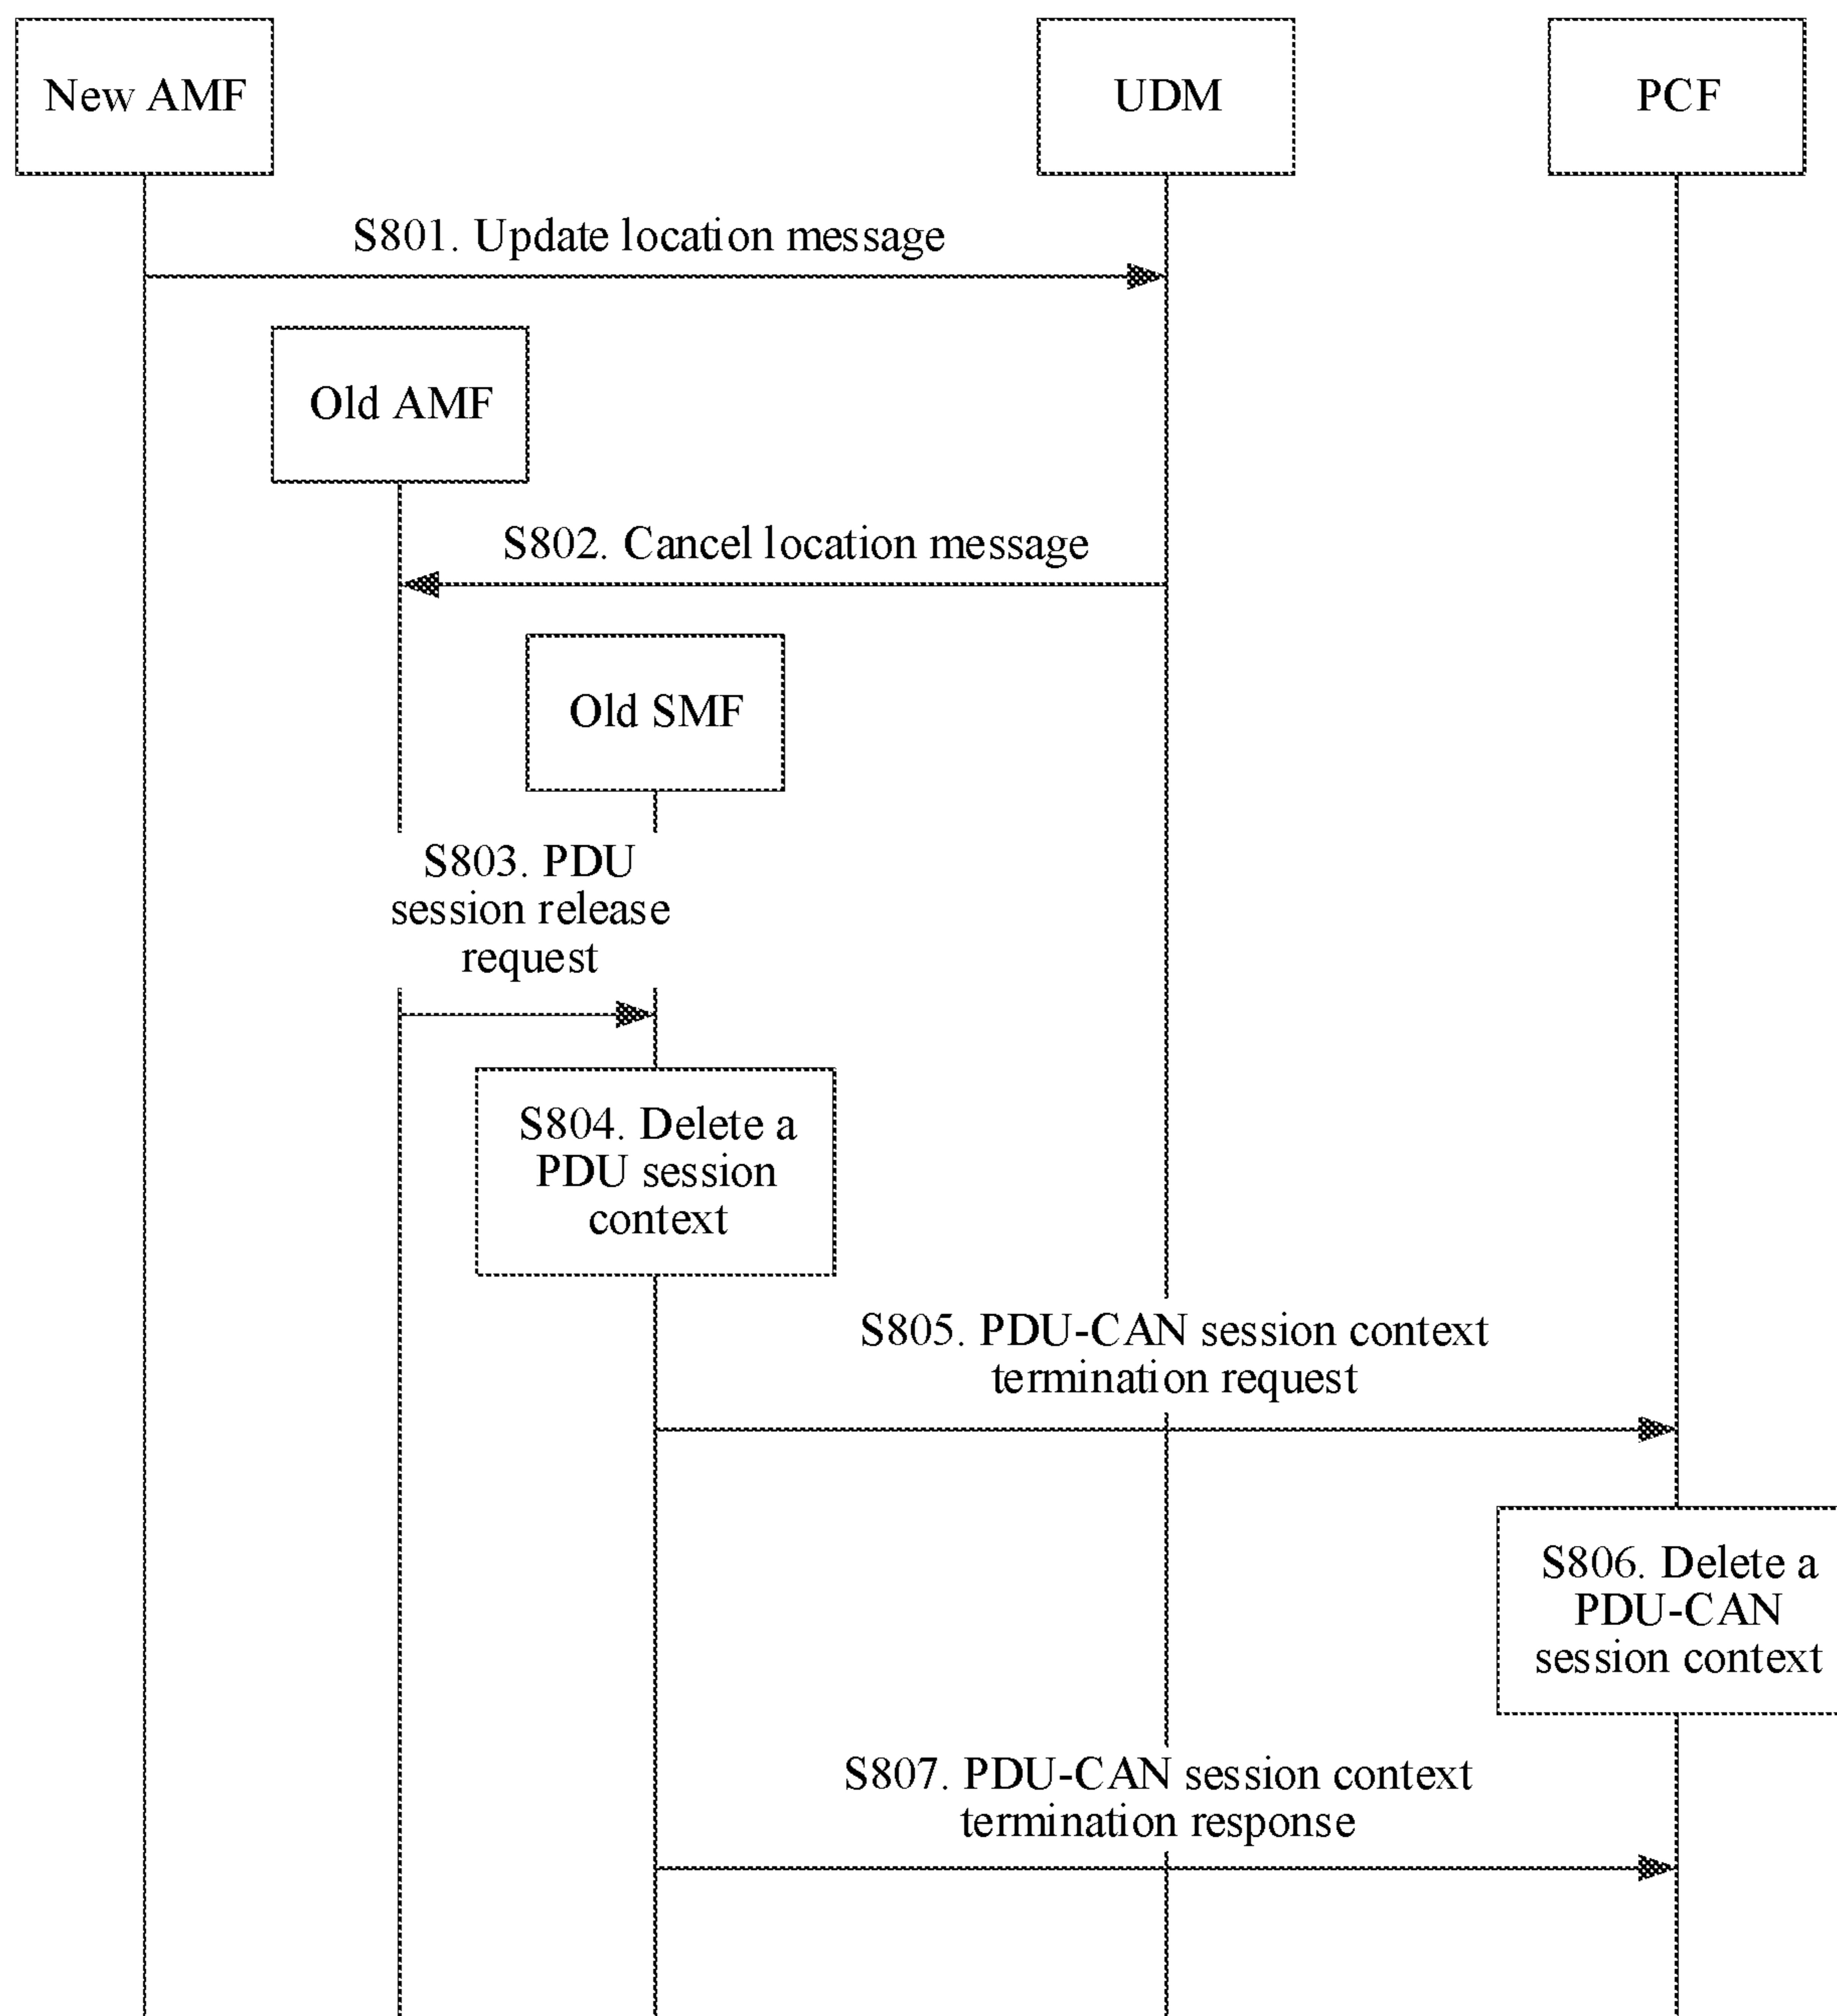 New AMF
UDM
PCF
S801. Update location message
Old AMF
S802. Cancel location message
Old SMF
S803. PDU
session release
request
S804. Delete a
PDU session
context
S805. PDU-CAN session context
termination request
S806. Delete a
PDU-CAN
session context
S807. PDU-CAN session context
termination response